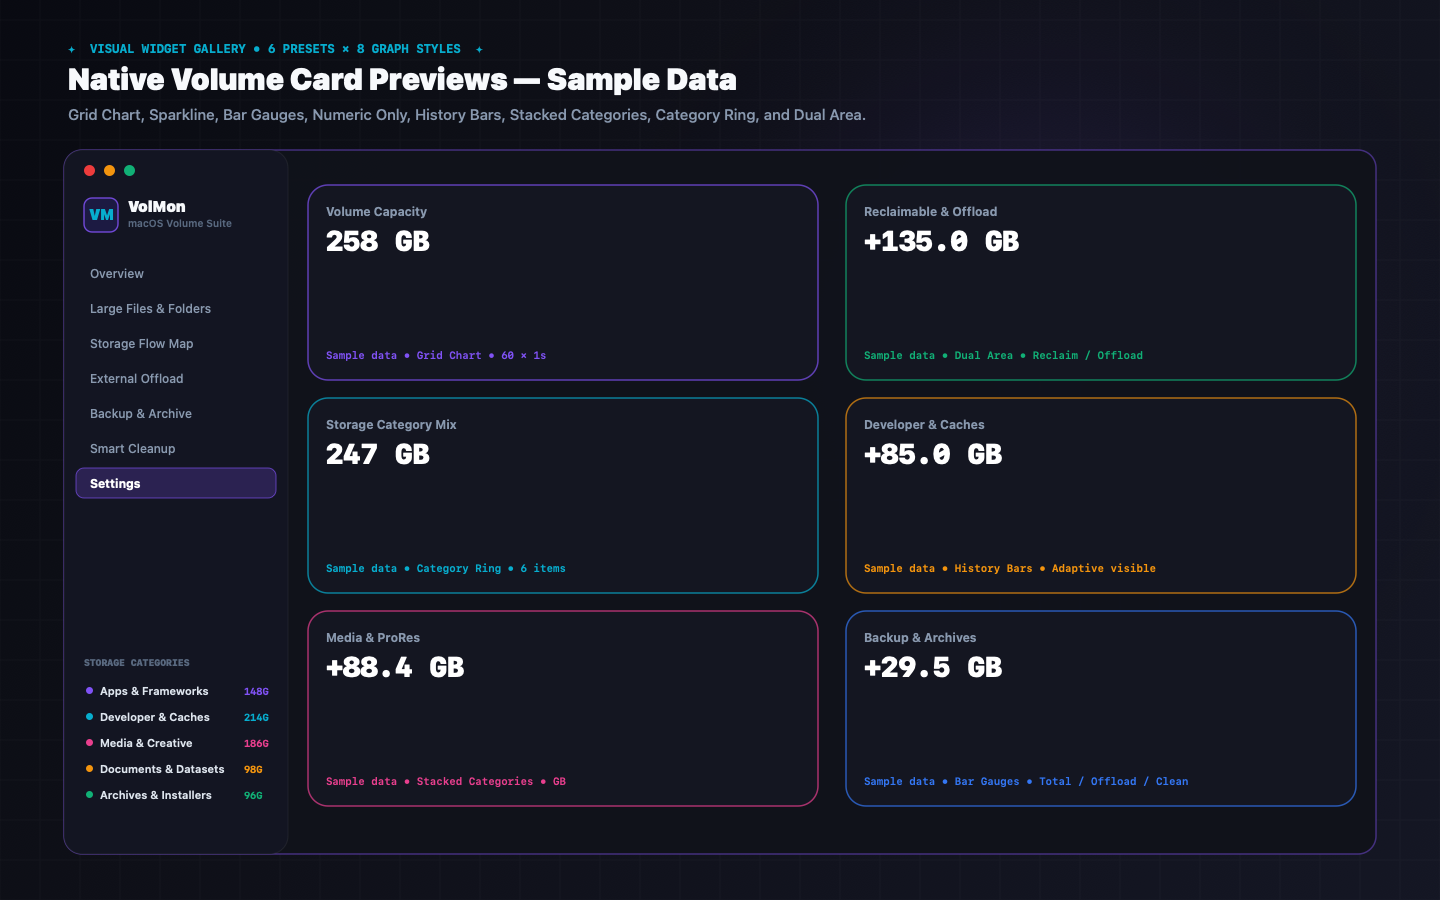 ✦ VISUAL WIDGET GALLERY • 6 PRESETS × 8 GRAPH STYLES ✦
Native Volume Card Previews — Sample Data
Grid Chart, Sparkline, Bar Gauges, Numeric Only, History Bars, Stacked Categories, Category Ring, and Dual Area.
VM
VolMon
macOS Volume Suite
Overview
Large Files & Folders
Storage Flow Map
External Offload
Backup & Archive
Smart Cleanup
Settings
STORAGE CATEGORIES
Apps & Frameworks 148G
Developer & Caches 214G
Media & Creative 186G
Documents & Datasets 98G
Archives & Installers 96G
Volume Capacity
258 GB
Sample data • Grid Chart • 60 × 1s
Reclaimable & Offload
+135.0 GB
Sample data • Dual Area • Reclaim / Offload
Storage Category Mix
247 GB
Sample data • Category Ring • 6 items
Developer & Caches
+85.0 GB
Sample data • History Bars • Adaptive visible
Media & ProRes
+88.4 GB
Sample data • Stacked Categories • GB
Backup & Archives
+29.5 GB
Sample data • Bar Gauges • Total / Offload / Clean